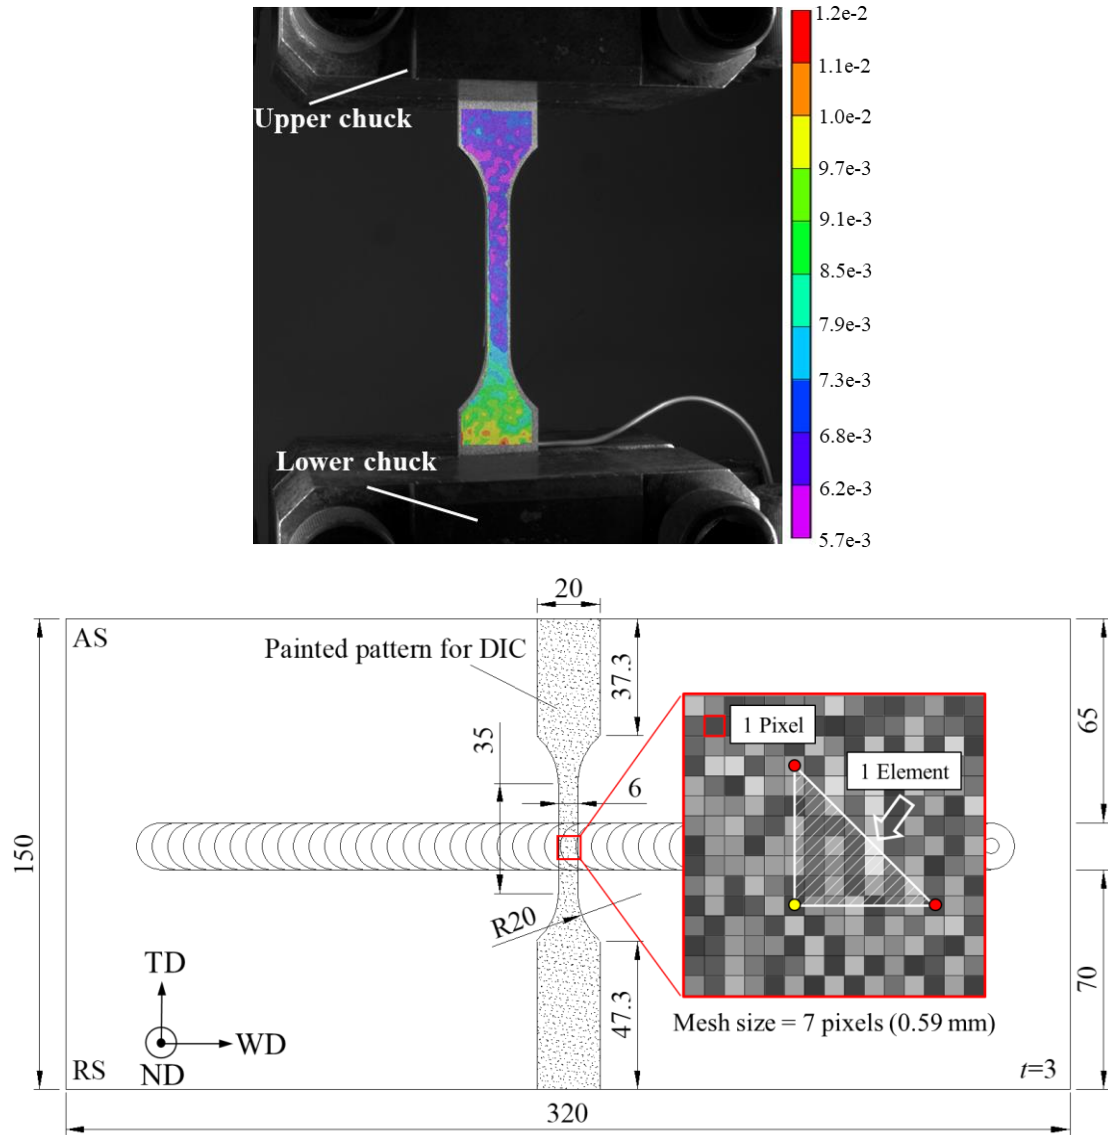 1.2e-2
1.1e-2
1.0e-2
9.7e-3
9.1e-3
8.5e-3
7.9e-3
7.3e-3
6.8e-3
6.2e-3
5.7e-3
Upper chuck
Lower chuck
20
AS
Painted pattern for DIC
37.3
65
35
6
1 Pixel
1 Element
150
R20
TD
WD
ND
RS
47.3
70
Mesh size = 7 pixels (0.59 mm)
t=3
320